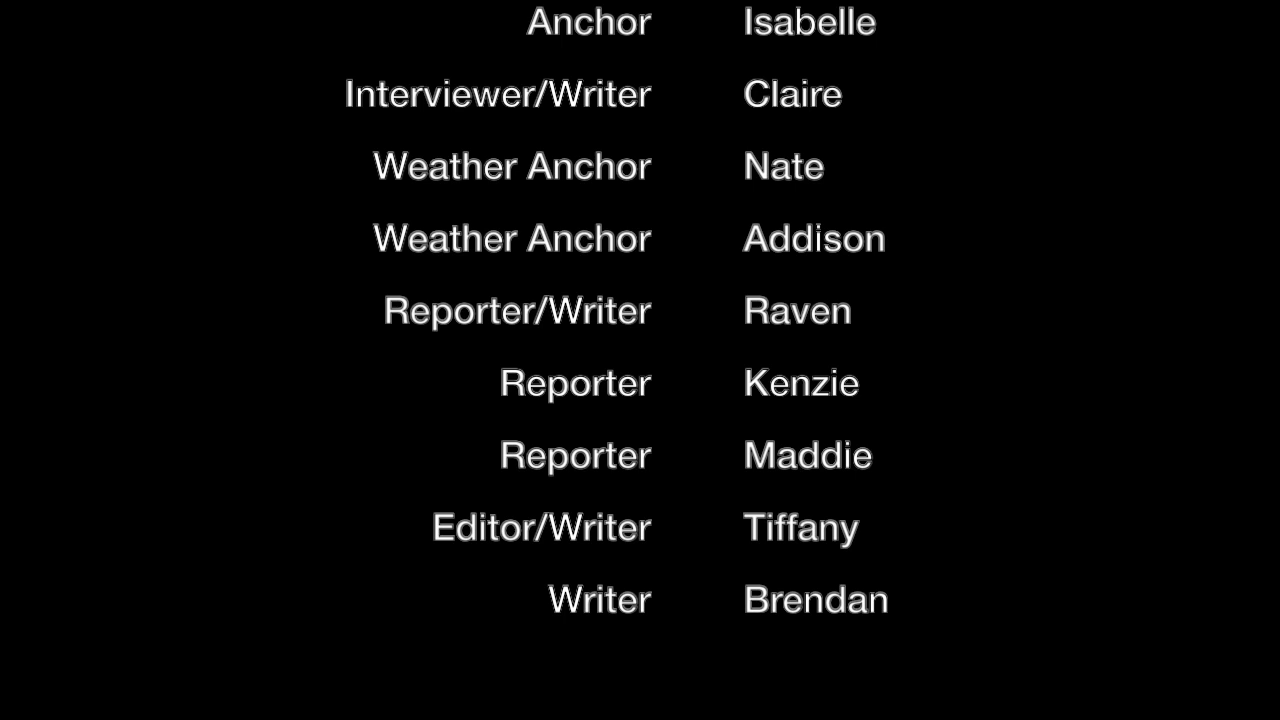 Anchor Isabelle
Interviewer/Writer Claire
Weather Anchor Nate
Weather Anchor Addison
Reporter/Writer Raven
Reporter Kenzie
Reporter Maddie
Editor/Writer Tiffany
Writer Brendan